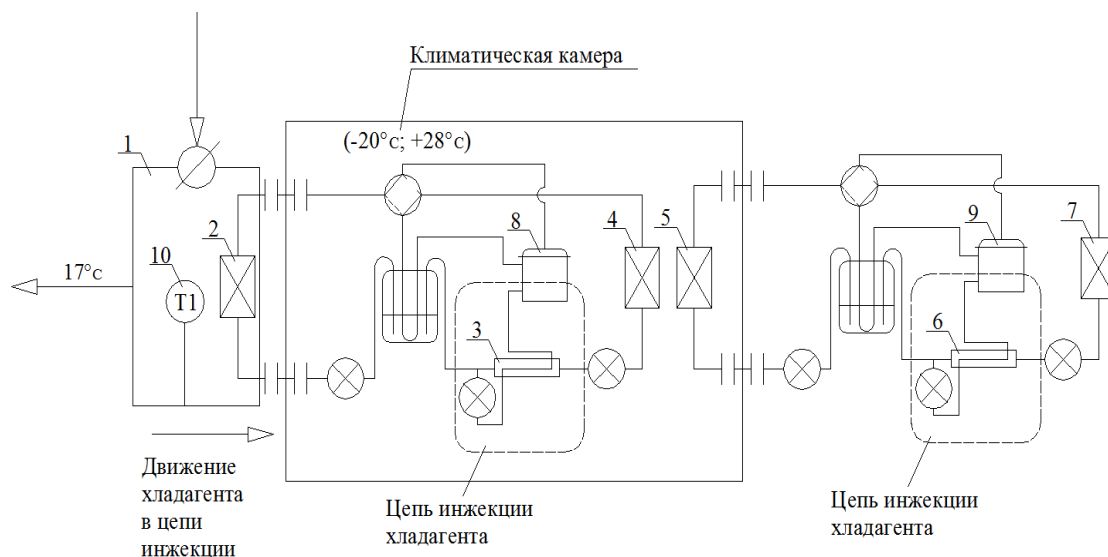 Климатическая камера
(-20°С; +28°С)
1
2
10
Т1
17°С
8
3
4
5
9
6
7
Движение
хладагента
в цепи
инжекции
Цепь инжекции
хладагента
Цепь инжекции
хладагента